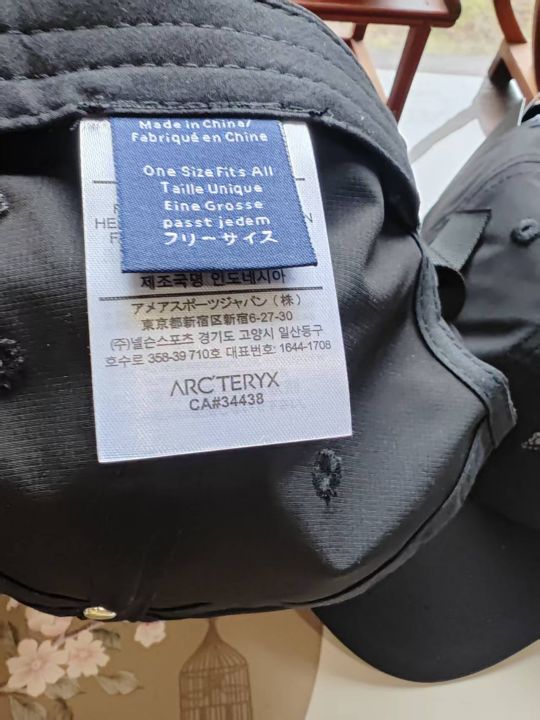 Made in China/
Fabriqué en Chine
One Size Fits All
Taille Unique
Eine Grosse
passt jedem
フリーサイズ
제조국명 인도네시아
アメアスポーツジャパン（株）
東京都新宿区新宿6-27-30
(주)넬슨스포츠 경기도 고양시 일산동구
호수로 358-39 710호 대표번호: 1644-1708
ARC'TERYX
CA#34438